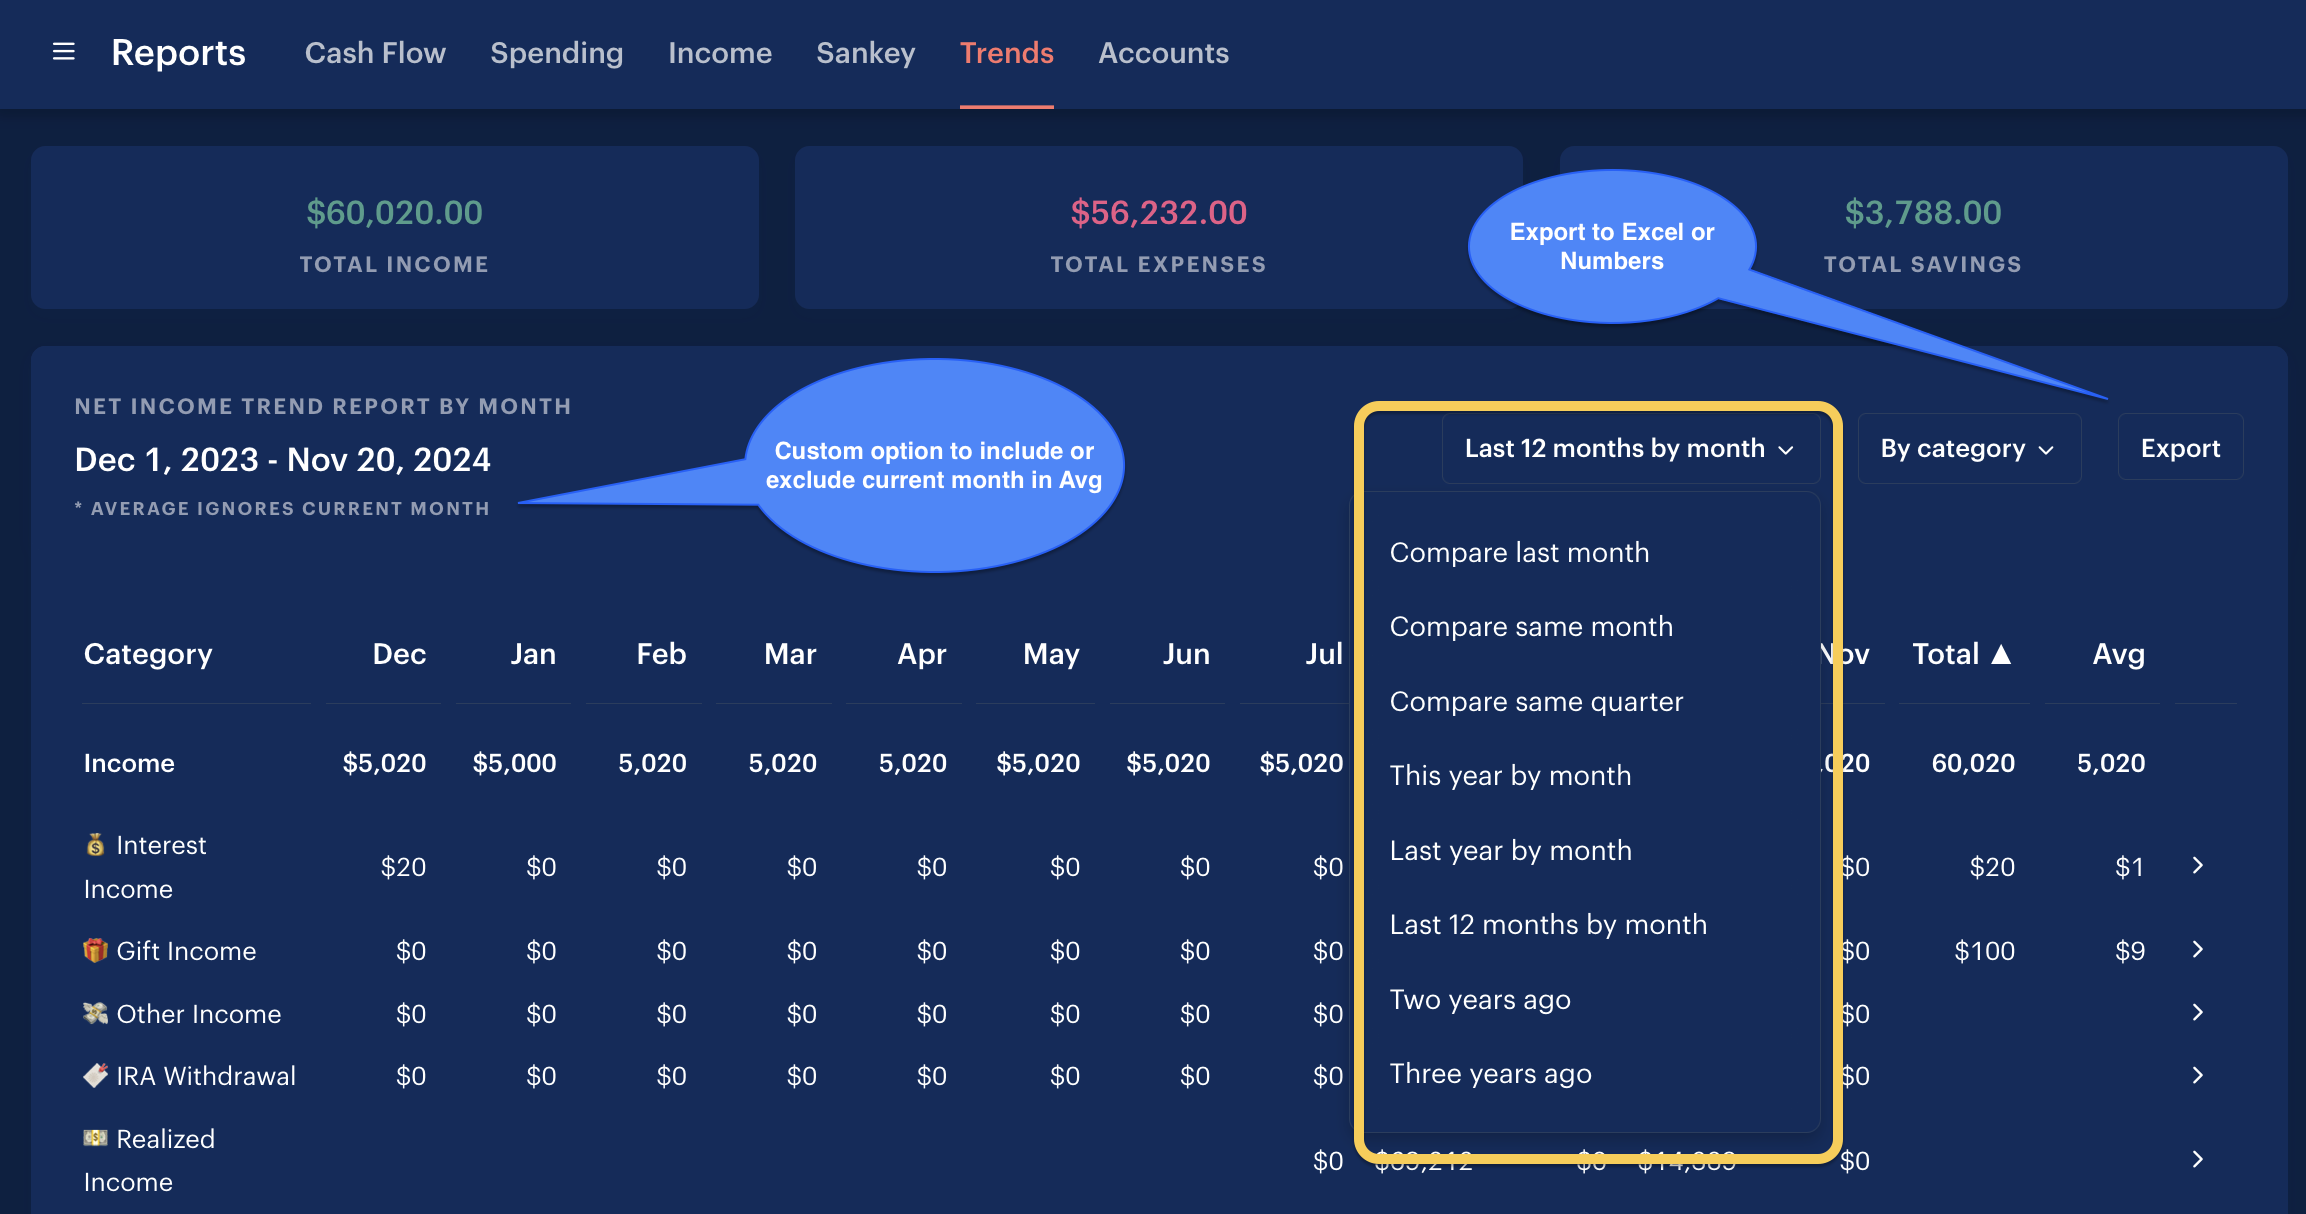 Reports Cash Flow Spending Income Sankey Trends Accounts
$60,020.00
TOTAL INCOME
$56,232.00
TOTAL EXPENSES
$3,788.00
TOTAL SAVINGS
Export to Excel or
Numbers
NET INCOME TREND REPORT BY MONTH
Dec 1, 2023 - Nov 20, 2024
* AVERAGE IGNORES CURRENT MONTH
Custom option to include or
exclude current month in Avg
Last 12 months by month By category Export
Compare last month
Compare same month
Compare same quarter
This year by month
Last year by month
Last 12 months by month
Two years ago
Three years ago
Category Dec Jan Feb Mar Apr May Jun Jul Nov Total ▲ Avg
Income $5,020 $5,000 5,020 5,020 5,020 $5,020 $5,020 $5,020 ,020 60,020 5,020
Interest
Income
$20 $0 $0 $0 $0 $0 $0 $0 $0 $20 $1
Gift Income $0 $0 $0 $0 $0 $0 $0 $0 $0 $100 $9
Other Income $0 $0 $0 $0 $0 $0 $0 $0 $0
IRA Withdrawal $0 $0 $0 $0 $0 $0 $0 $0 $0
Realized
Income
$0 $0 $0